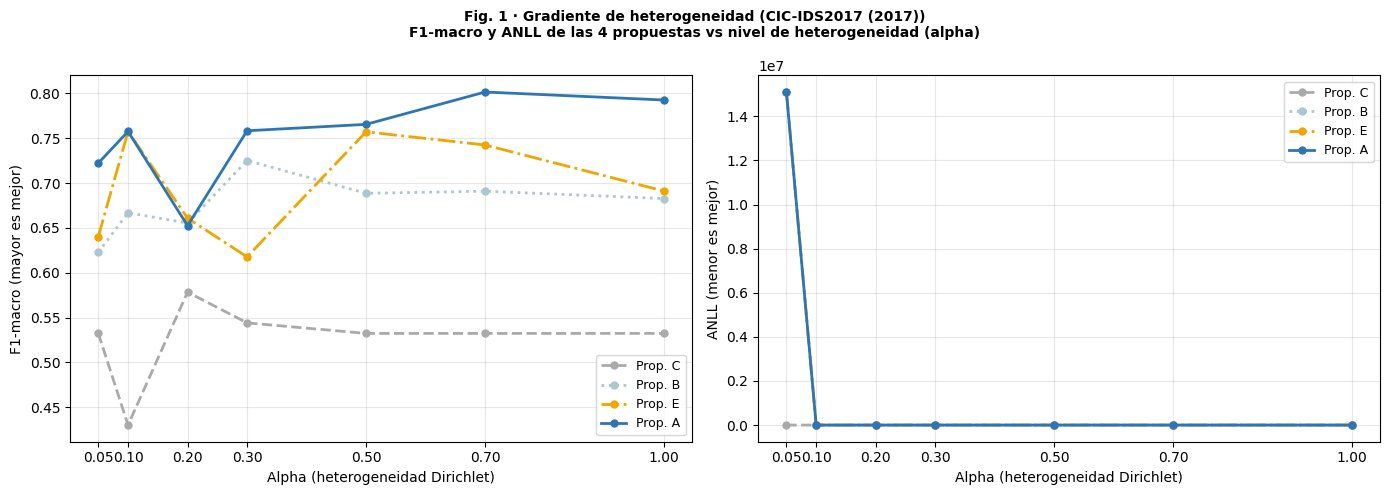 Fig. 1 · Gradiente de heterogeneidad (CIC-IDS2017 (2017))
F1-macro y ANLL de las 4 propuestas vs nivel de heterogeneidad (alpha)
F1-macro (mayor es mejor)
0.80
0.75
0.70
0.65
0.60
0.55
0.50
0.45
0.05 0.10 0.20 0.30 0.50 0.70 1.00
Alpha (heterogeneidad Dirichlet)
Prop. C
Prop. B
Prop. E
Prop. A
1e7
ANLL (menor es mejor)
1.4
1.2
1.0
0.8
0.6
0.4
0.2
0.0
0.05 0.10 0.20 0.30 0.50 0.70 1.00
Alpha (heterogeneidad Dirichlet)
Prop. C
Prop. B
Prop. E
Prop. A